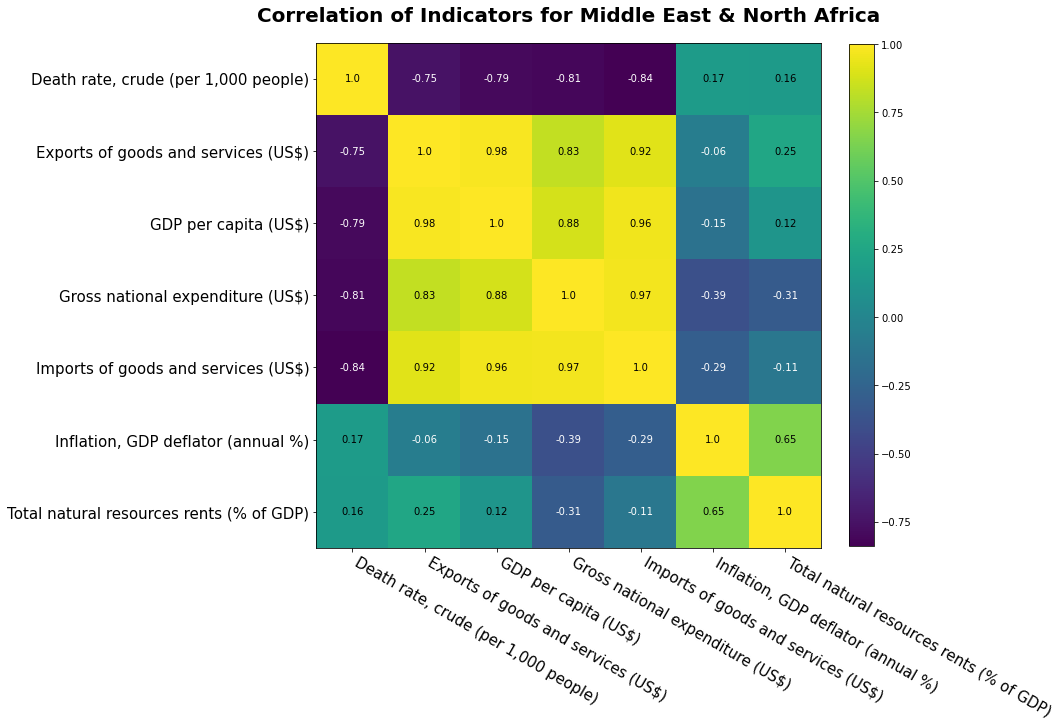 Correlation of Indicators for Middle East & North Africa
Death rate, crude (per 1,000 people) 1.0 -0.75 -0.79 -0.81 -0.84 0.17 0.16
Exports of goods and services (US$) -0.75 1.0 0.98 0.83 0.92 -0.06 0.25
GDP per capita (US$) -0.79 0.98 1.0 0.88 0.96 -0.15 0.12
Gross national expenditure (US$) -0.81 0.83 0.88 1.0 0.97 -0.39 -0.31
Imports of goods and services (US$) -0.84 0.92 0.96 0.97 1.0 -0.29 -0.11
Inflation, GDP deflator (annual %) 0.17 -0.06 -0.15 -0.39 -0.29 1.0 0.65
Total natural resources rents (% of GDP) 0.16 0.25 0.12 -0.31 -0.11 0.65 1.0
Death rate, crude (per 1,000 people)
Exports of goods and services (US$)
GDP per capita (US$)
Gross national expenditure (US$)
Imports of goods and services (US$)
Inflation, GDP deflator (annual %)
Total natural resources rents (% of GDP)
1.00
0.75
0.50
0.25
0.00
−0.25
−0.50
−0.75